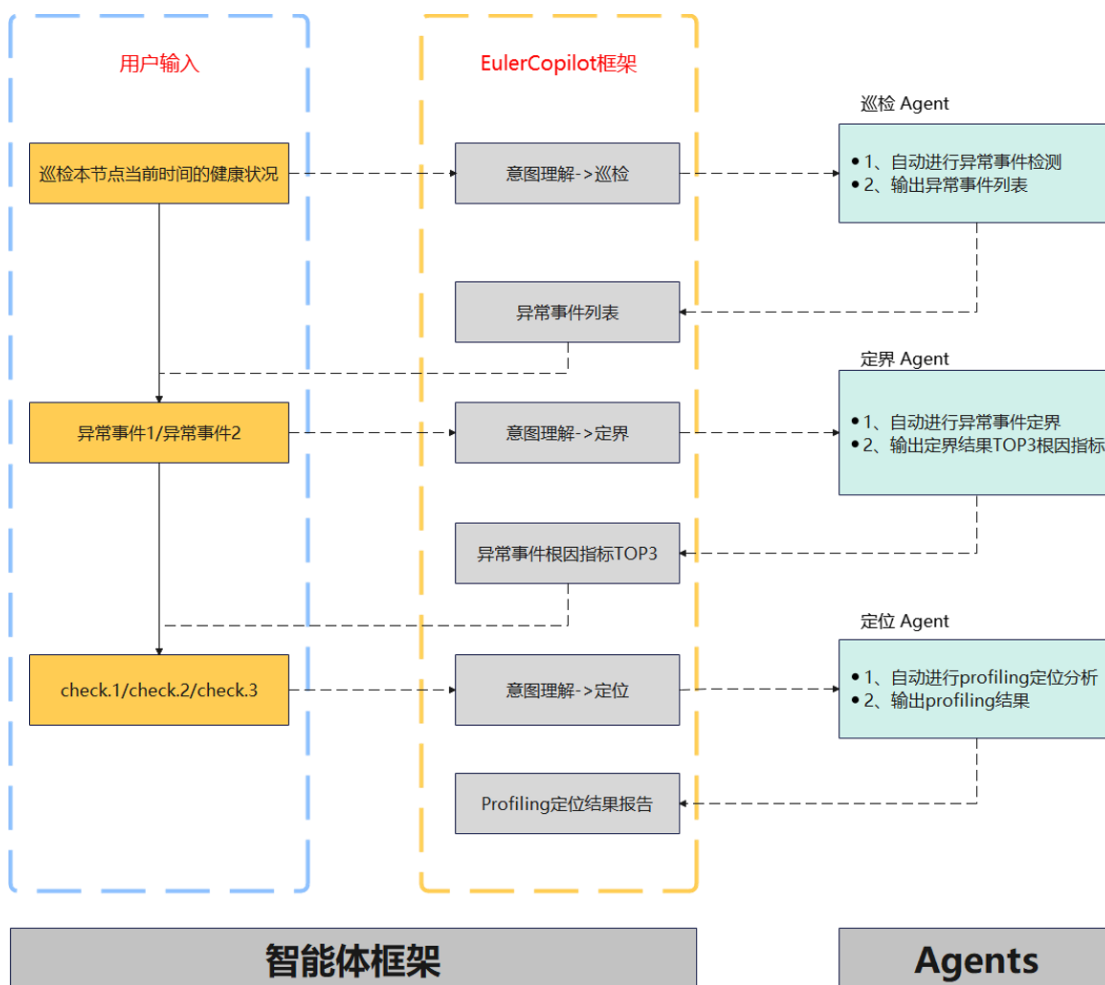 用户输入
EulerCopilot框架
巡检 Agent
巡检本节点当前时间的健康状况
意图理解->巡检
• 1、自动进行异常事件检测
• 2、输出异常事件列表
异常事件列表
定界 Agent
异常事件1/异常事件2
意图理解->定界
• 1、自动进行异常事件定界
• 2、输出定界结果TOP3根因指标
异常事件根因指标TOP3
定位 Agent
check.1/check.2/check.3
意图理解->定位
• 1、自动进行profiling定位分析
• 2、输出profiling结果
Profiling定位结果报告
智能体框架
Agents